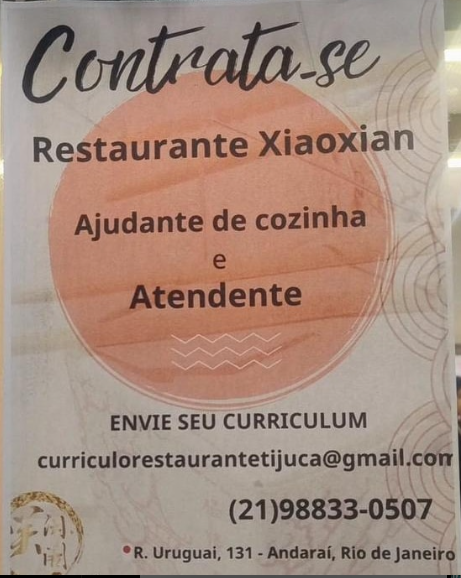 Contrata-se
Restaurante Xiaoxian
Ajudante de cozinha
e
Atendente
ENVIE SEU CURRICULUM
curriculorestaurantetijuca@gmail.com
(21)98833-0507
R. Uruguai, 131 - Andaraí, Rio de Janeiro